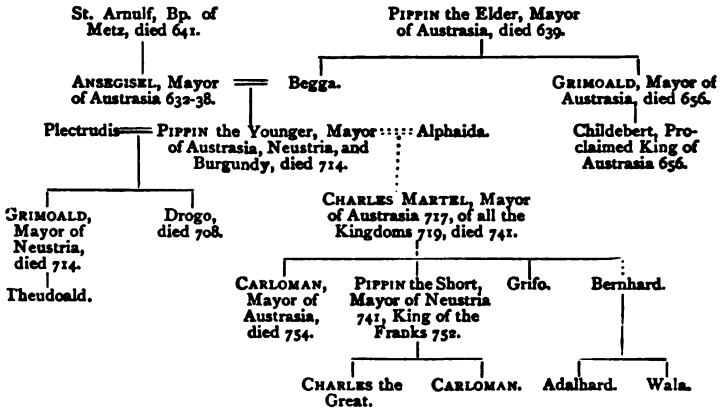 St. Arnulf, Bp. of
Metz, died 641.
PIPPIN the Elder, Mayor
of Austrasia, died 639.
ANSEGISEL, Mayor
of Austrasia 632-38.
Begga.
GRIMOALD, Mayor of
Austrasia, died 656.
Plectrudis
PIPPIN the Younger, Mayor
of Austrasia, Neustria, and
Burgundy, died 714.
Alphaida.
Childebert, Pro-
claimed King of
Austrasia 656.
GRIMOALD,
Mayor of
Neustria,
died 714.
Drogo,
died 708.
CHARLES MARTEL, Mayor
of Austrasia 717, of all the
Kingdoms 719, died 741.
Theudoald.
CARLOMAN,
Mayor of
Austrasia,
died 754.
PIPPIN the Short,
Mayor of Neustria
741, King of the
Franks 752.
Grifo.
Bernhard.
CHARLES the
Great.
CARLOMAN.
Adalhard.
Wala.